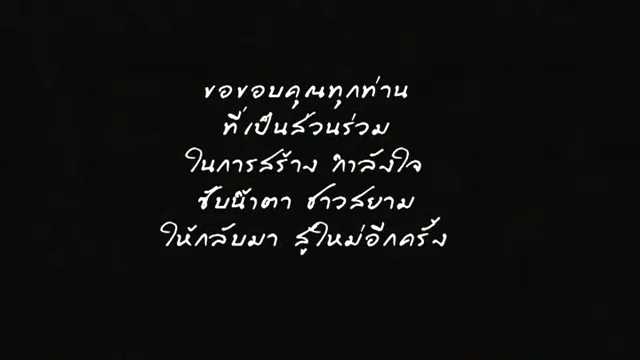 ขอขอบคุณทุกท่าน
ที่เป็นส่วนร่วม
ในการสร้าง กำลังใจ
ซับน้ำตา ชาวสยาม
ให้กลับมา สู้ใหม่อีกครั้ง